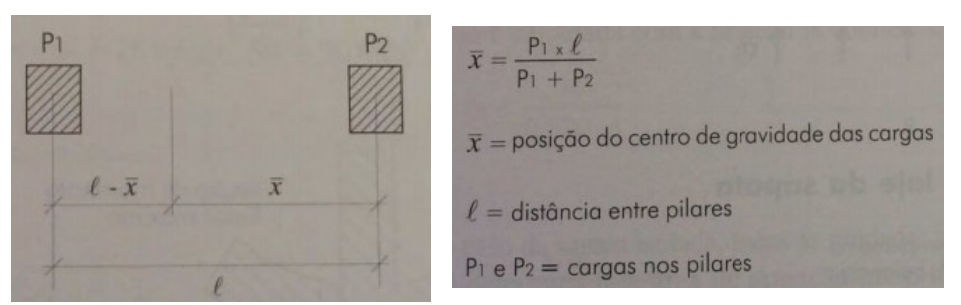 P1 P2
ℓ - x̄ x̄
ℓ
x̄ = P1 x ℓ
P1 + P2
x̄ = posição do centro de gravidade das cargas
ℓ = distância entre pilares
P1 e P2 = cargas nos pilares